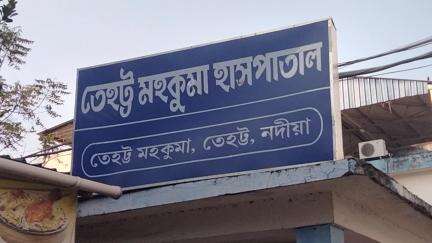 তেহট্ট মহকুমা হাসপাতাল
তেহট্ট মহকুমা, তেহট্ট, নদীয়া